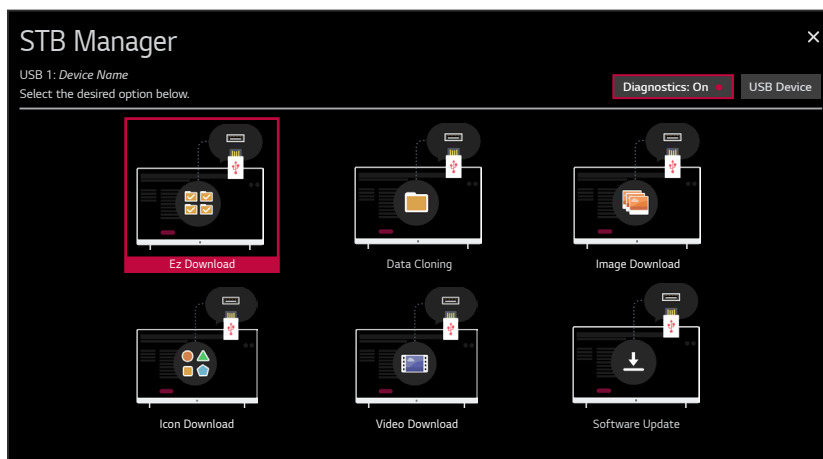 STB Manager
USB 1: Device Name
Select the desired option below.
Diagnostics: On
USB Device
Ez Download
Data Cloning
Image Download
Icon Download
Video Download
Software Update